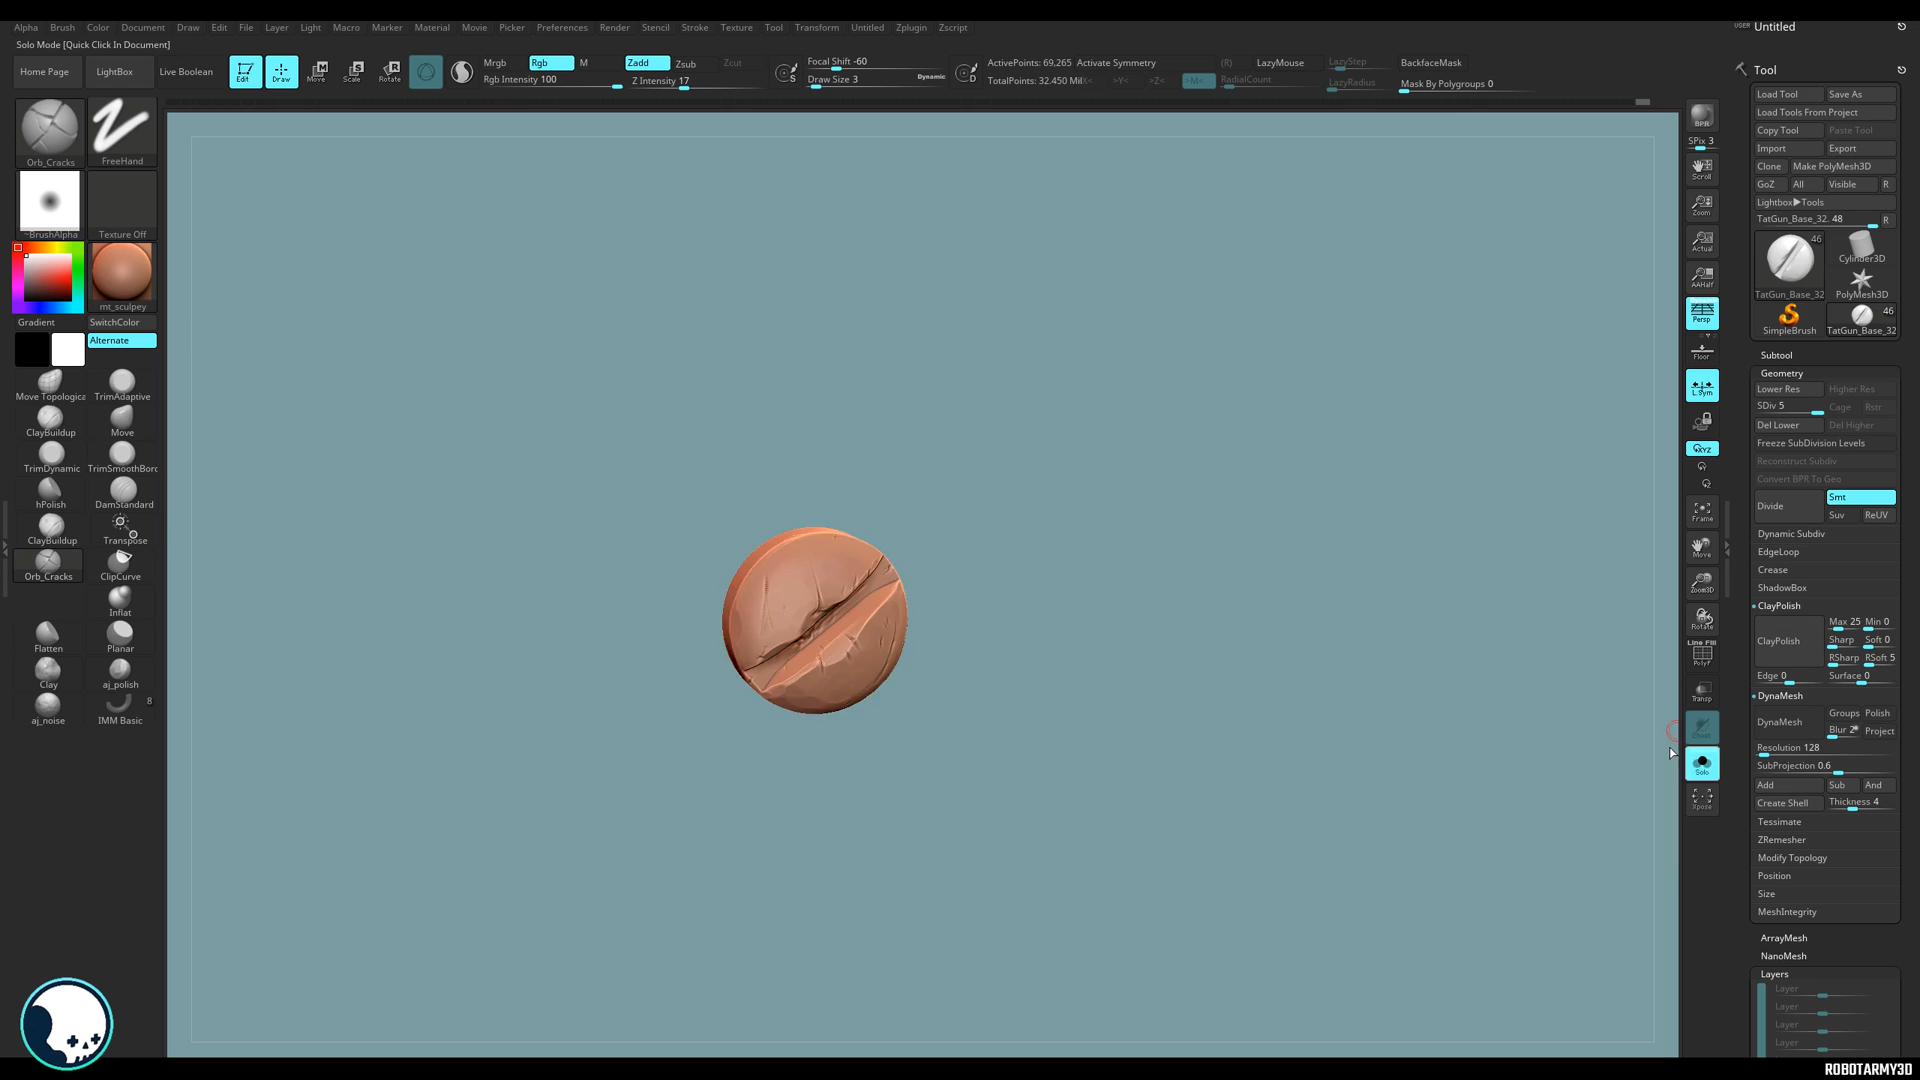 USER Untitled
Alpha Brush Color Document Draw Edit File Layer Light Macro Marker Material Movie Picker Preferences Render Stencil Stroke Texture Tool Transform Untitled Zplugin Zscript
Solo Mode [Quick Click In Document]
Home Page LightBox Live Boolean
Edit Draw Move Scale Rotate
Mrgb Rgb M Zadd Zsub Zcut
Rgb Intensity 100 Z Intensity 17
S Focal Shift -60
Draw Size 3 Dynamic
D ActivePoints: 69,265 Activate Symmetry (R) LazyMouse LazyStep BackfaceMask
TotalPoints: 32.450 Mil >Y< >Z< >M< RadialCount LazyRadius Mask By Polygroups 0
Orb_Cracks FreeHand
~BrushAlpha Texture Off
mt_sculpey
Gradient SwitchColor
Alternate
Move Topologica TrimAdaptive
ClayBuildup Move
TrimDynamic TrimSmoothBorc
hPolish DamStandard
ClayBuildup Transpose
Orb_Cracks ClipCurve
Inflat
Flatten Planar
Clay aj_polish
aj_noise IMM Basic 8
BPR
SPix 3
Scroll
Zoom
Actual
AAHalf
Persp
Floor
L.Sym
XYZ
Frame
Move
Zoom3D
Rotate
Line Fill
PolyF
Transp
Ghost
Solo
Xpose
Tool
Load Tool Save As
Load Tools From Project
Copy Tool Paste Tool
Import Export
Clone Make PolyMesh3D
GoZ All Visible R
Lightbox▶Tools
TatGun_Base_32. 48 R
46 Cylinder3D
TatGun_Base_32 PolyMesh3D
46
SimpleBrush TatGun_Base_32
Subtool
Geometry
Lower Res Higher Res
SDiv 5 Cage Rstr
Del Lower Del Higher
Freeze SubDivision Levels
Reconstruct Subdiv
Convert BPR To Geo
Divide Smt
Suv ReUV
Dynamic Subdiv
EdgeLoop
Crease
ShadowBox
ClayPolish
ClayPolish Max 25 Min 0
Sharp Soft 0
RSharp RSoft 5
Edge 0 Surface 0
DynaMesh
DynaMesh Groups Polish
Blur 2 Project
Resolution 128
SubProjection 0.6
Add Sub And
Create Shell Thickness 4
Tessimate
ZRemesher
Modify Topology
Position
Size
MeshIntegrity
ArrayMesh
NanoMesh
Layers
Layer
Layer
Layer
Layer
ROBOTARMY3D